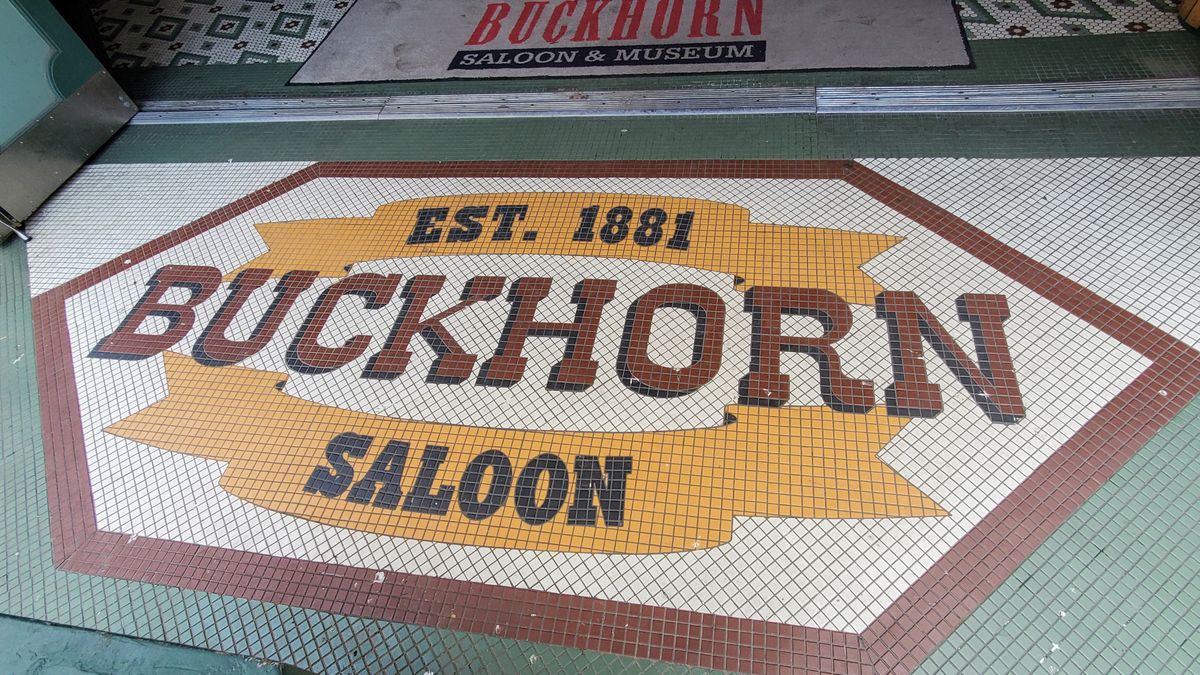 BUCKHORN
SALOON & MUSEUM
EST. 1881
BUCKHORN
SALOON